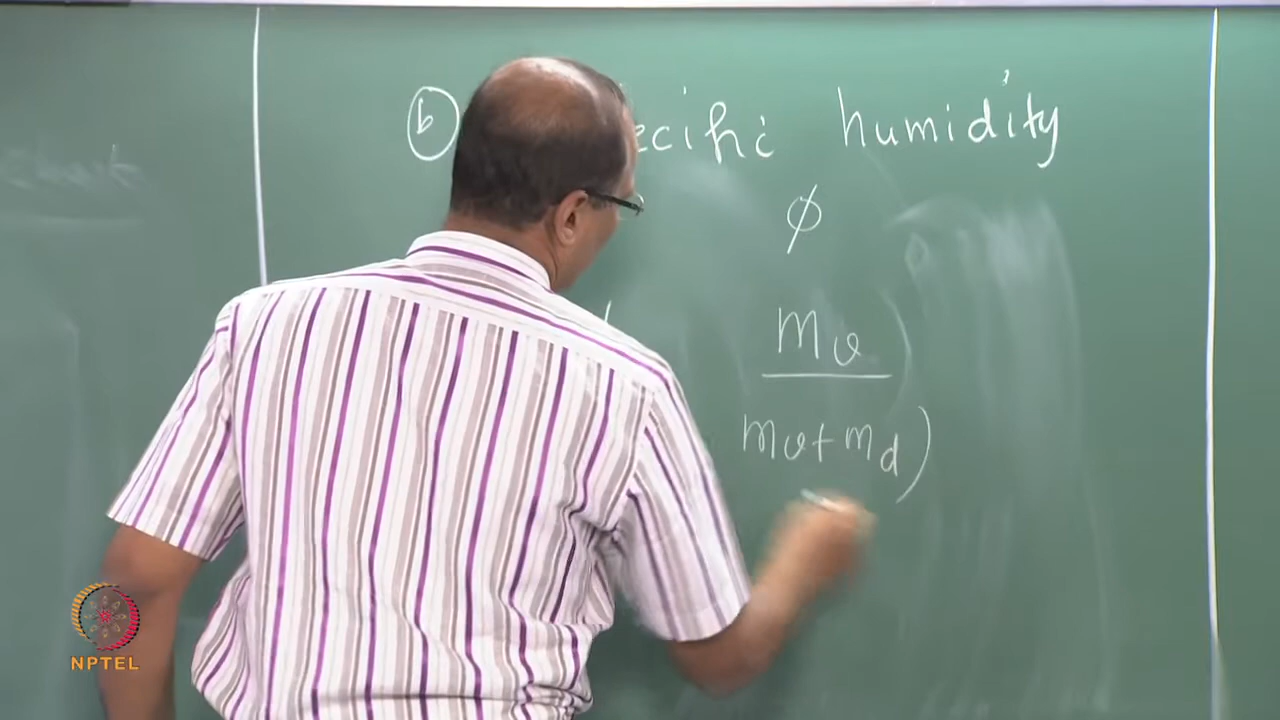 b ecific humidity
φ
mv
mv + md)
NPTEL